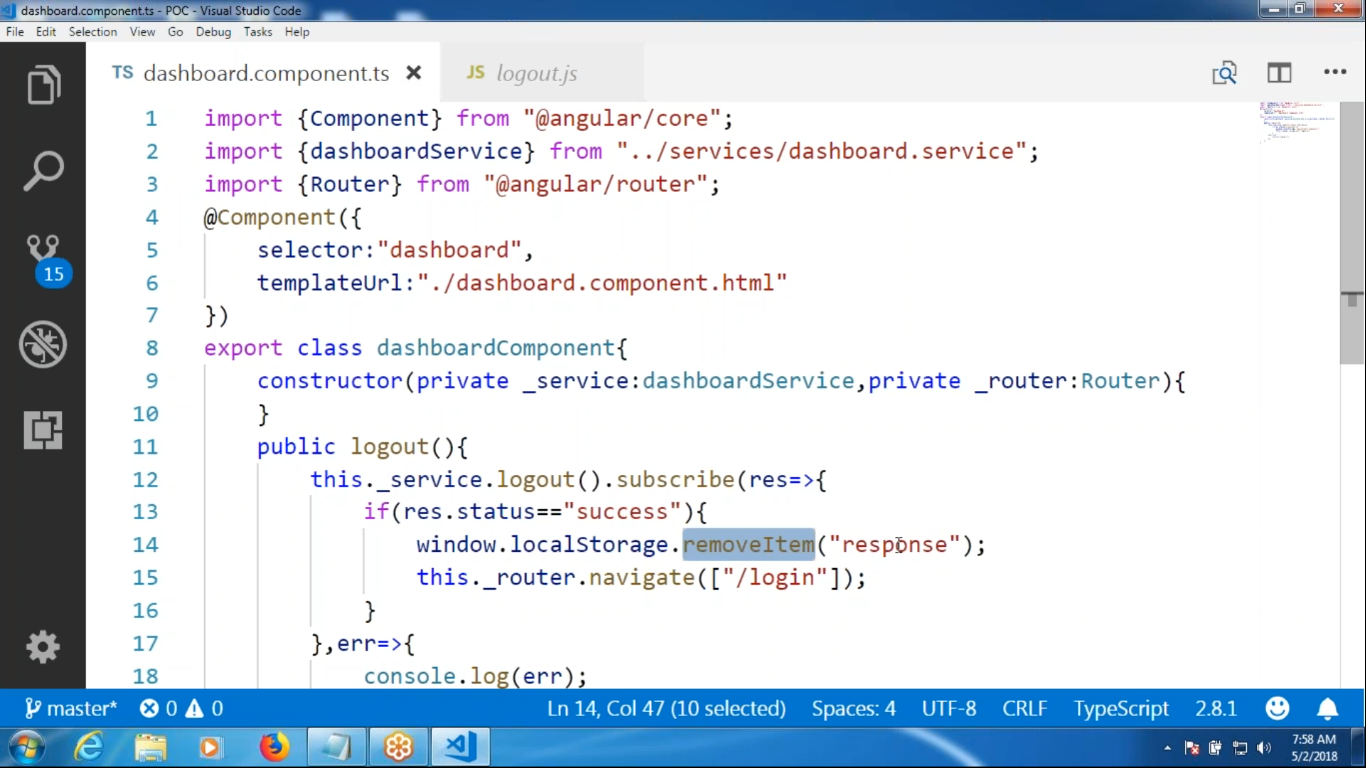 dashboard.component.ts - POC - Visual Studio Code
File Edit Selection View Go Debug Tasks Help
TS dashboard.component.ts
JS logout.js
15
1 import {Component} from "@angular/core";
2 import {dashboardService} from "../services/dashboard.service";
3 import {Router} from "@angular/router";
4 @Component({
5 selector:"dashboard",
6 templateUrl:"./dashboard.component.html"
7 })
8 export class dashboardComponent{
9 constructor(private _service:dashboardService,private _router:Router){
10 }
11 public logout(){
12 this._service.logout().subscribe(res=>{
13 if(res.status=="success"){
14 window.localStorage.removeItem("response");
15 this._router.navigate(["/login"]);
16 }
17 },err=>{
18 console.log(err);
master* 0 0 Ln 14, Col 47 (10 selected) Spaces: 4 UTF-8 CRLF TypeScript 2.8.1
7:58 AM
5/2/2018